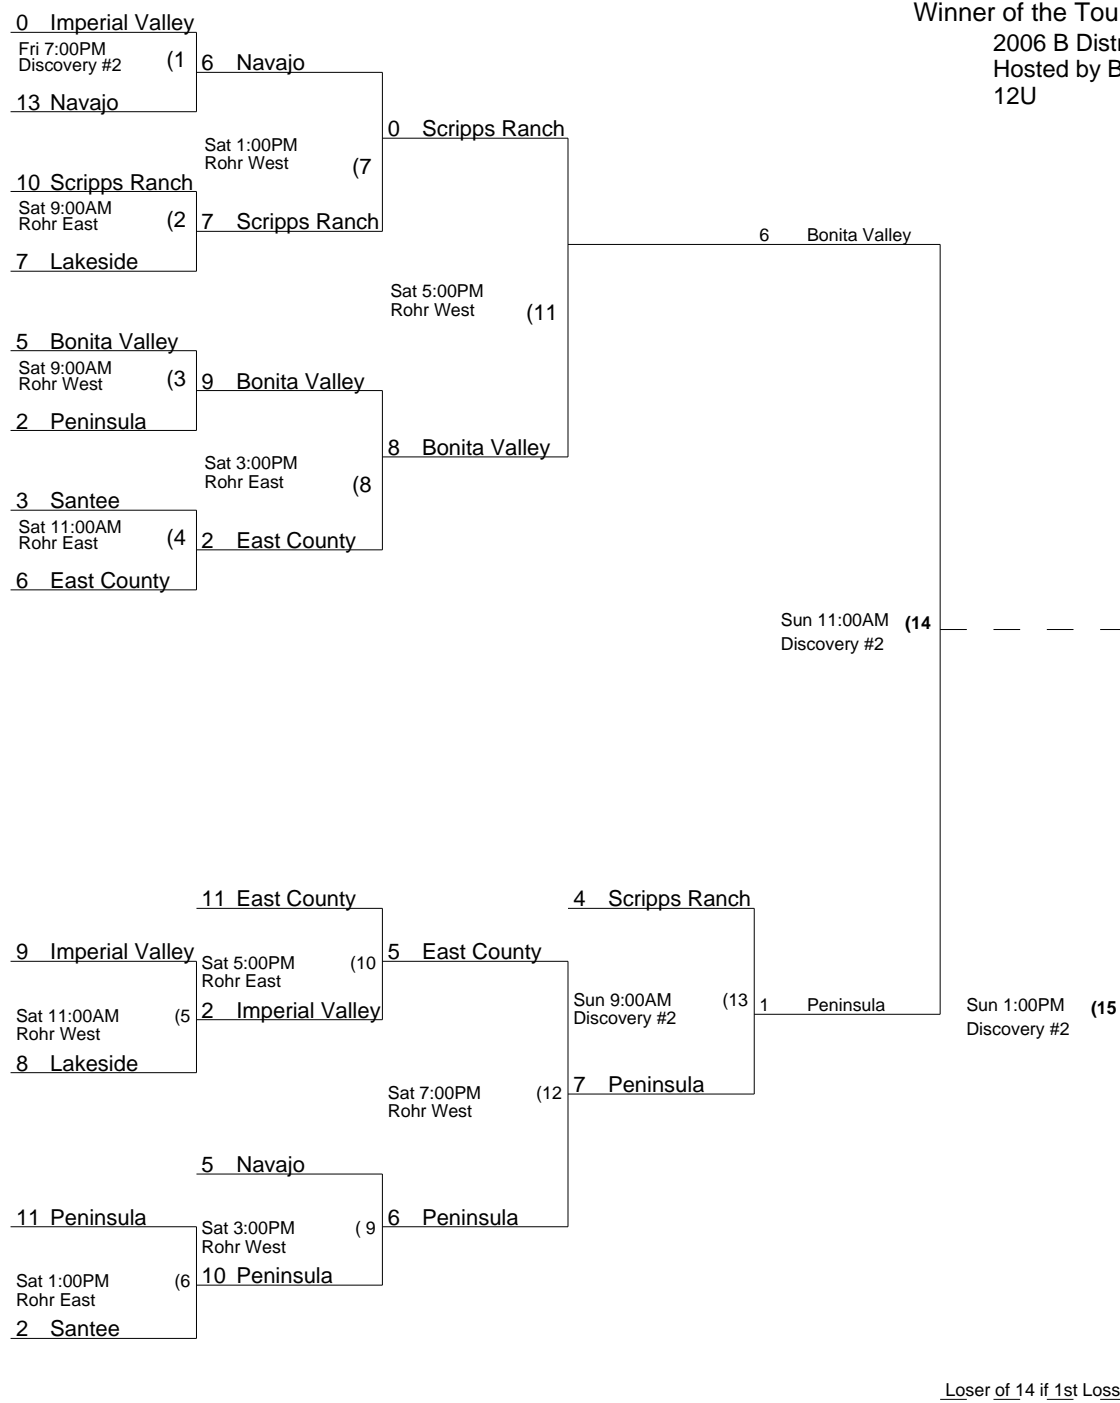 Winner of the Tou
2006 B Distr
Hosted by B
12U
0 Imperial Valley
Fri 7:00PM
Discovery #2
(1
13 Navajo
6 Navajo
10 Scripps Ranch
Sat 9:00AM
Rohr East
(2
7 Lakeside
7 Scripps Ranch
Sat 1:00PM
Rohr West
(7
0 Scripps Ranch
5 Bonita Valley
Sat 9:00AM
Rohr West
(3
2 Peninsula
9 Bonita Valley
3 Santee
Sat 11:00AM
Rohr East
(4
6 East County
2 East County
Sat 3:00PM
Rohr East
(8
8 Bonita Valley
Sat 5:00PM
Rohr West
(11
6 Bonita Valley
Sun 11:00AM
Discovery #2
(14
11 East County
9 Imperial Valley
Sat 11:00AM
Rohr West
(5
8 Lakeside
2 Imperial Valley
Sat 5:00PM
Rohr East
(10
5 East County
5 Navajo
11 Peninsula
Sat 1:00PM
Rohr East
(6
2 Santee
10 Peninsula
Sat 3:00PM
Rohr West
( 9
6 Peninsula
Sat 7:00PM
Rohr West
(12
4 Scripps Ranch
7 Peninsula
Sun 9:00AM
Discovery #2
(13
1 Peninsula
Sun 1:00PM
Discovery #2
(15
Loser of 14 if 1st Loss